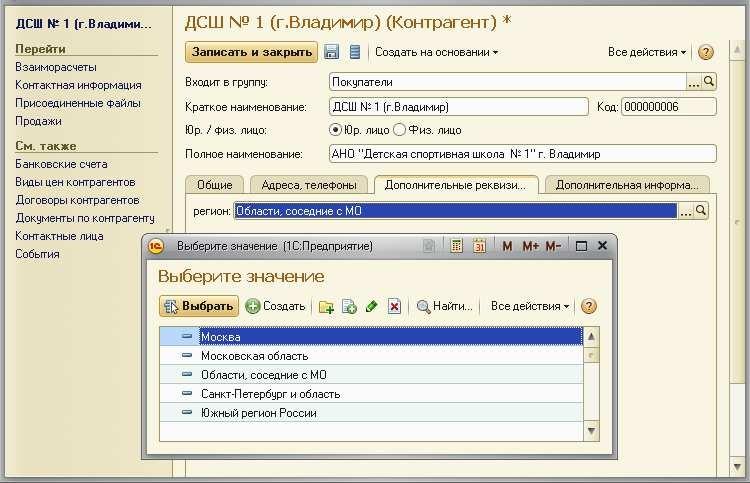 ДСШ № 1 (г.Владими...
Перейти
Взаиморасчеты
Контактная информация
Присоединенные файлы
Продажи
См. также
Банковские счета
Виды цен контрагентов
Договоры контрагентов
Документы по контрагенту
Контактные лица
События
ДСШ № 1 (г.Владимир) (Контрагент) *
Записать и закрыть Создать на основании Все действия ?
Входит в группу: Покупатели ...
Краткое наименование: ДСШ № 1 (г.Владимир) Код: 000000006
Юр. / физ. лицо: Юр. лицо Физ. лицо
Полное наименование: АНО "Детская спортивная школа № 1" г. Владимир
Общие Адреса, телефоны Дополнительные реквизи... Дополнительная информа...
регион: Области, соседние с МО ...
1С Выберите значение (1С:Предприятие) 31 M M+ M-
Выберите значение
Выбрать Создать Найти... Все действия ?
Москва
Московская область
Области, соседние с МО
Санкт-Петербург и область
Южный регион России